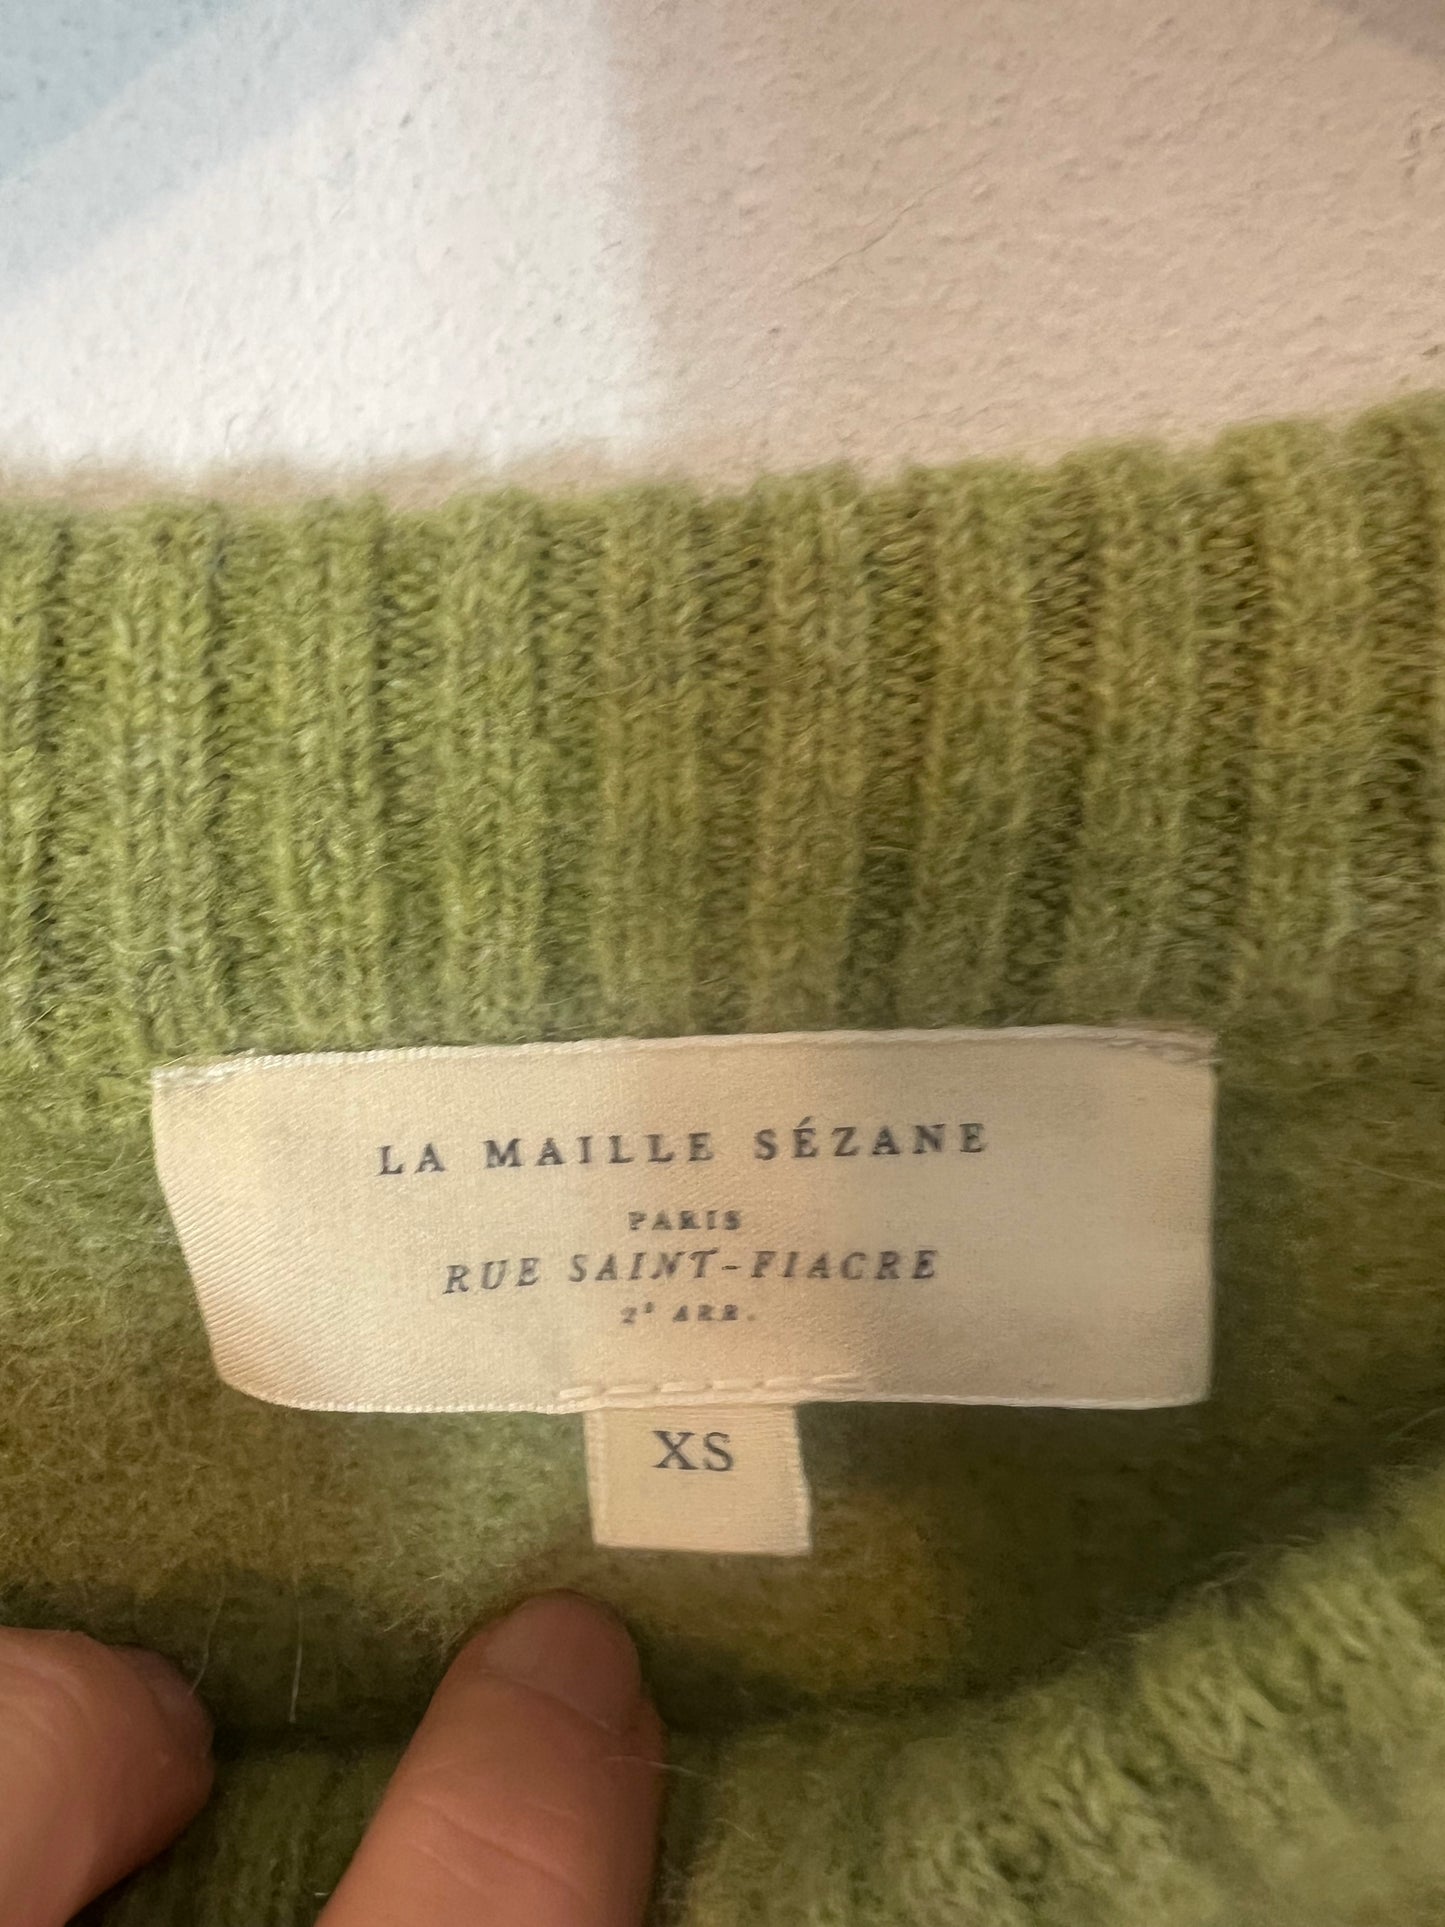 LA MAILLE SÉZANE
PARIS
RUE SAINT-FIACRE
2E ARR.
XS